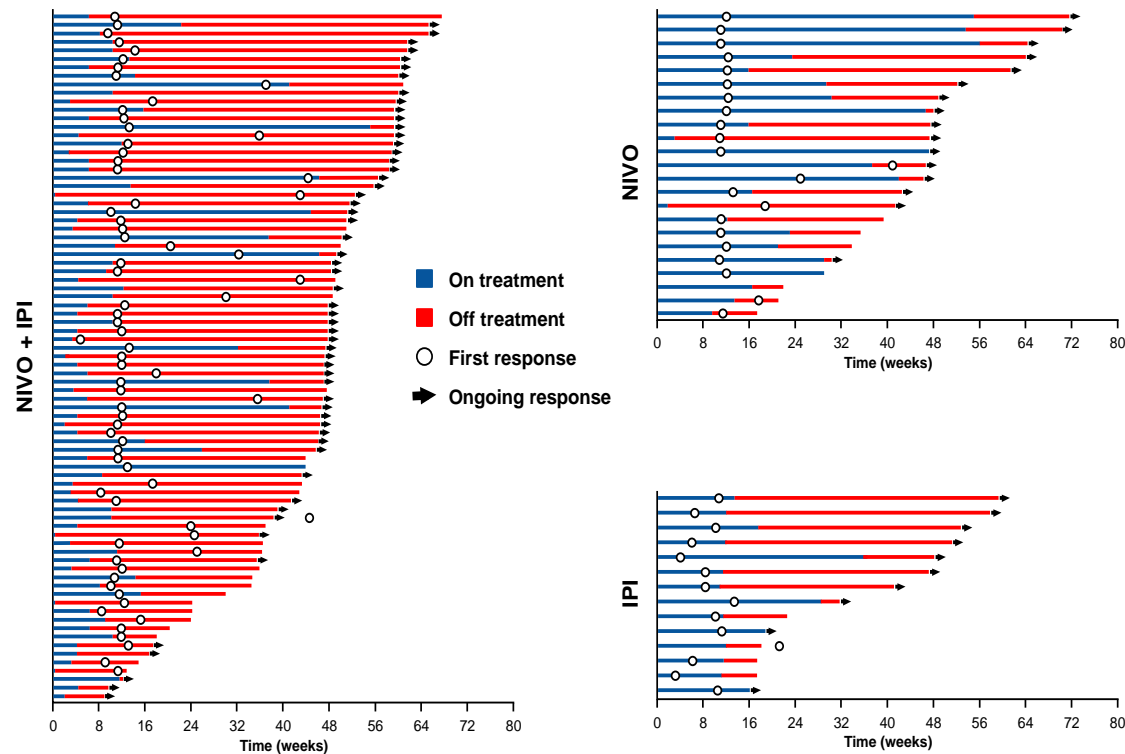 NIVO + IPI
0 8 16 24 32 40 48 56 64 72 80
Time (weeks)
On treatment
Off treatment
First response
Ongoing response
NIVO
0 8 16 24 32 40 48 56 64 72 80
Time (weeks)
IPI
0 8 16 24 32 40 48 56 64 72 80
Time (weeks)